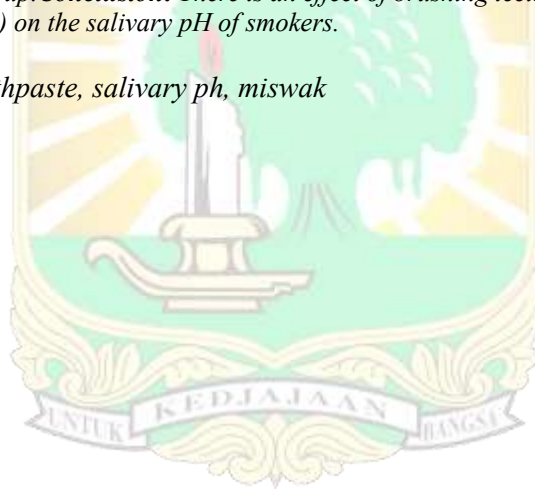 up.Conclusion: There is an effect of brushing
) on the salivary pH of smokers.
thpaste, salivary ph, miswak
UNTUK KEDJAJAAN BANGSA